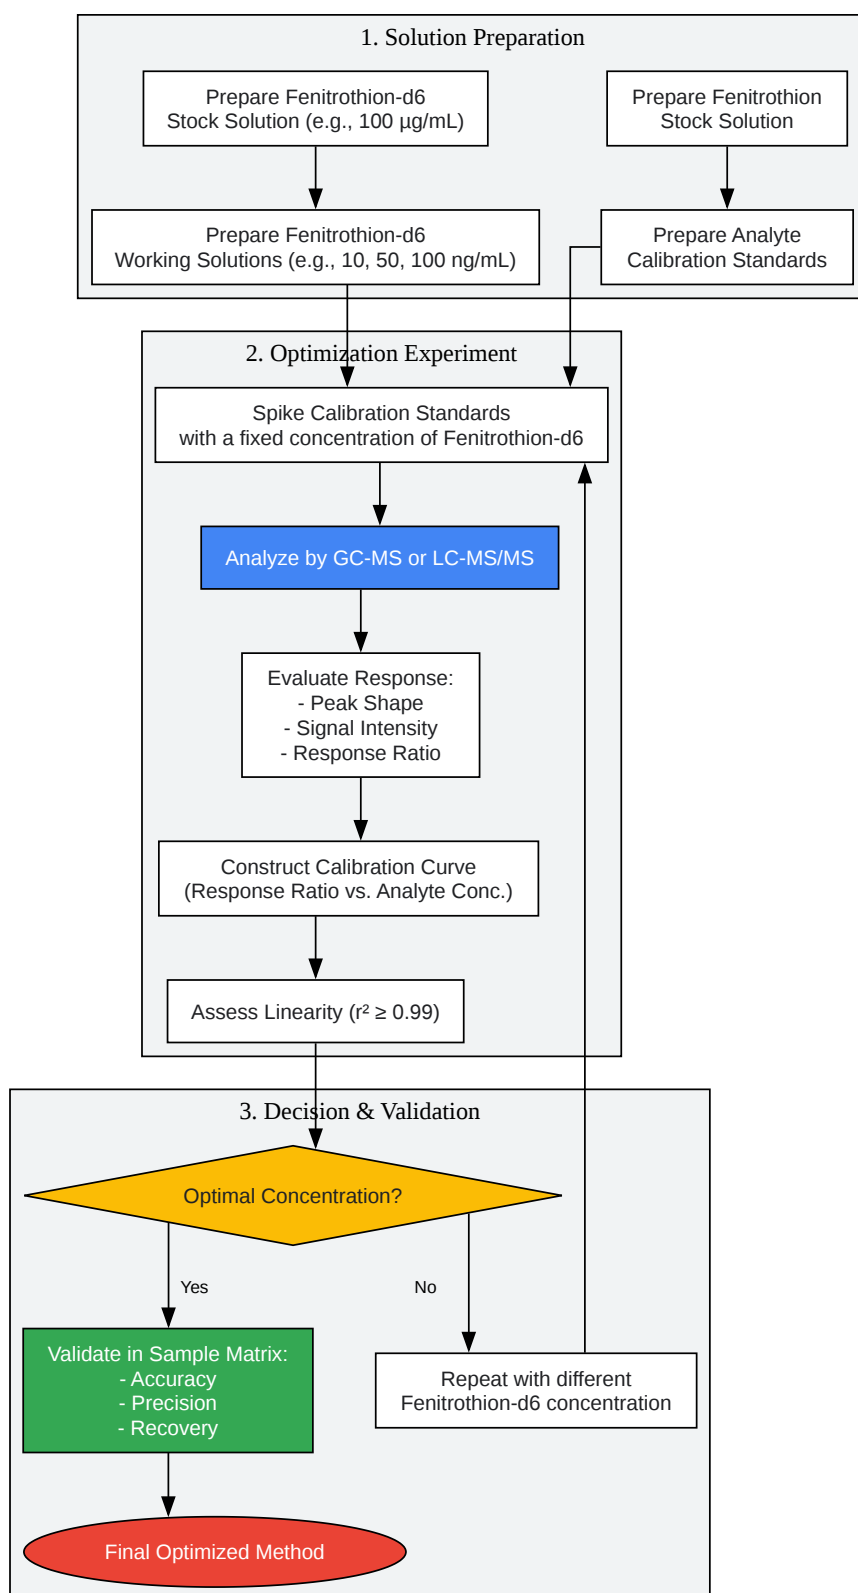 1. Solution Preparation
Prepare Fenitrothion-d6
Stock Solution (e.g., 100 µg/mL)
Prepare Fenitrothion
Stock Solution
Prepare Fenitrothion-d6
Working Solutions (e.g., 10, 50, 100 ng/mL)
Prepare Analyte
Calibration Standards
2. Optimization Experiment
Spike Calibration Standards
with a fixed concentration of Fenitrothion-d6
Analyze by GC-MS or LC-MS/MS
Evaluate Response:
- Peak Shape
- Signal Intensity
- Response Ratio
Construct Calibration Curve
(Response Ratio vs. Analyte Conc.)
Assess Linearity (r² ≥ 0.99)
3. Decision & Validation
Optimal Concentration?
Yes
No
Validate in Sample Matrix:
- Accuracy
- Precision
- Recovery
Repeat with different
Fenitrothion-d6 concentration
Final Optimized Method